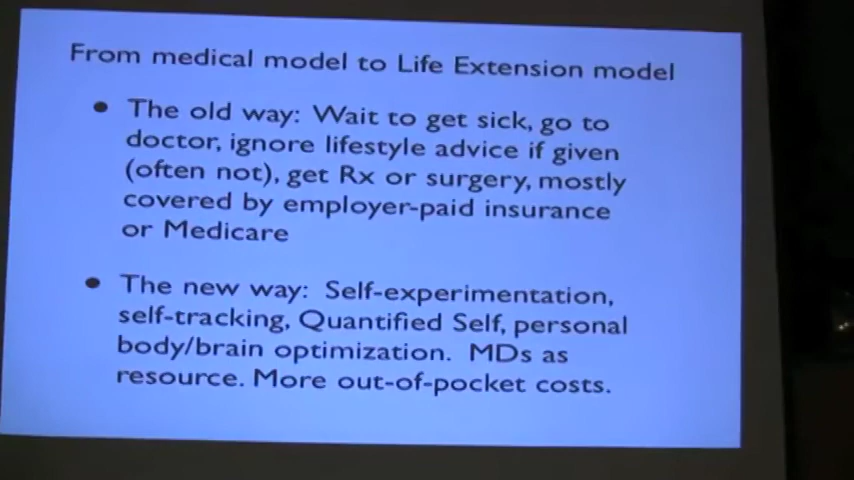 From medical model to Life Extension model
● The old way: Wait to get sick, go to
doctor, ignore lifestyle advice if given
(often not), get Rx or surgery, mostly
covered by employer-paid insurance
or Medicare
● The new way: Self-experimentation,
self-tracking, Quantified Self, personal
body/brain optimization. MDs as
resource. More out-of-pocket costs.